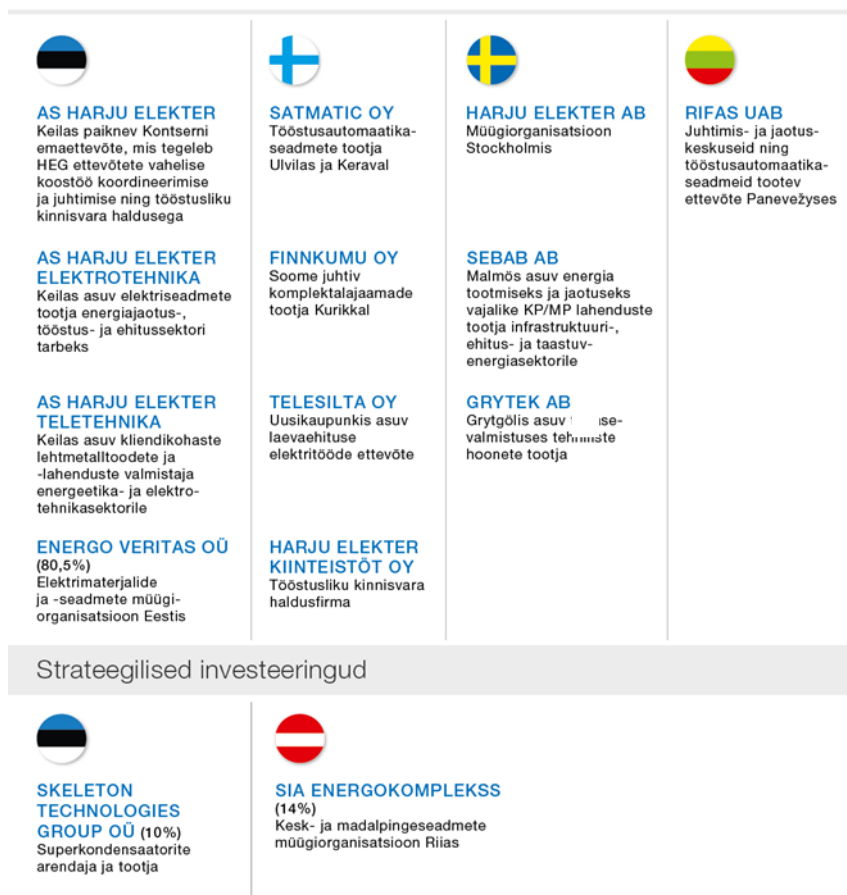 AS HARJU ELEKTER
Keilas paiknev Kontserni
emaettevõte, mis tegeleb
HEG ettevõtete vahelise
koostöö koordineerimise
ja juhtimise ning tööstusliku
kinnisvara haldusega
AS HARJU ELEKTER
ELEKTROTEHNIKA
Keilas asuv elektriseadmete
tootja energiajaotus-,
tööstus- ja ehitussektori
tarbeks
AS HARJU ELEKTER
TELETEHNIKA
Keilas asuv kliendikohaste
lehtmetalltoodete ja
-lahenduste valmistaja
energeetika- ja elektro-
tehnikasektorile
ENERGO VERITAS OÜ
(80,5%)
Elektrimaterjalide
ja -seadmete müügi-
organisatsioon Eestis
SATMATIC OY
Tööstusautomaatika-
seadmete tootja
Ulvilas ja Keraval
FINNKUMU OY
Soome juhtiv
komplektalajaamade
tootja Kurikkal
TELESILTA OY
Uusikaupunkis asuv
laevaehituse
elektritööde ettevõte
HARJU ELEKTER
KIINTEISTÖT OY
Tööstusliku kinnisvara
haldusfirma
HARJU ELEKTER AB
Müügiorganisatsioon
Stockholmis
SEBAB AB
Malmös asuv energia
tootmiseks ja jaotuseks
vajalike KP/MP lahenduste
tootja infrastruktuuri-,
ehitus- ja taastuv-
energiasektorile
GRYTEK AB
Grytgölis asuv
valmistuses
hoonete tootja
RIFAS UAB
Juhtimis- ja jaotus-
keskuseid ning
tööstusautomaatika-
seadmeid tootev
ettevõte Panevežyses
Strateegilised investeeringud
SKELETON
TECHNOLOGIES
GROUP OÜ (10%)
Superkondensaatorite
arendaja ja tootja
SIA ENERGOKOMPLEKSS
(14%)
Kesk- ja madalpingeseadmete
müügiorganisatsioon Riias